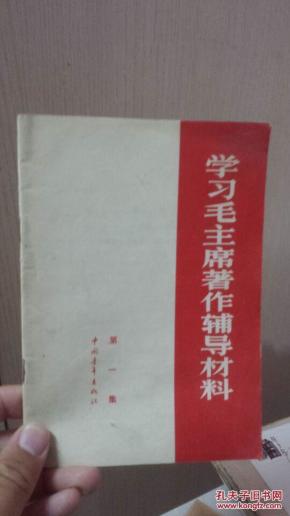 学习毛主席著作辅导材料
第一集
中国青年出版社
孔夫子旧书网